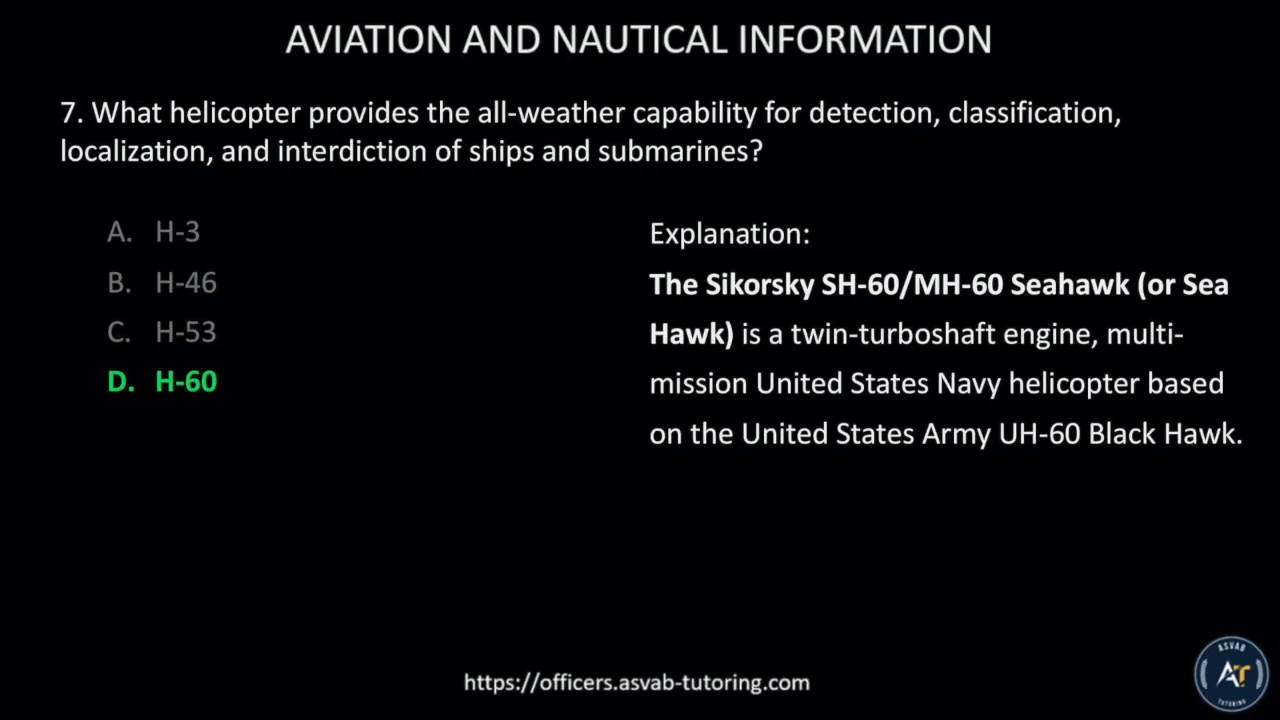 AVIATION AND NAUTICAL INFORMATION
7. What helicopter provides the all-weather capability for detection, classification,
localization, and interdiction of ships and submarines?
A. H-3
B. H-46
C. H-53
D. H-60
Explanation:
The Sikorsky SH-60/MH-60 Seahawk (or Sea
Hawk) is a twin-turboshaft engine, multi-
mission United States Navy helicopter based
on the United States Army UH-60 Black Hawk.
https://officers.asvab-tutoring.com
ASVAB
AT
TUTORING